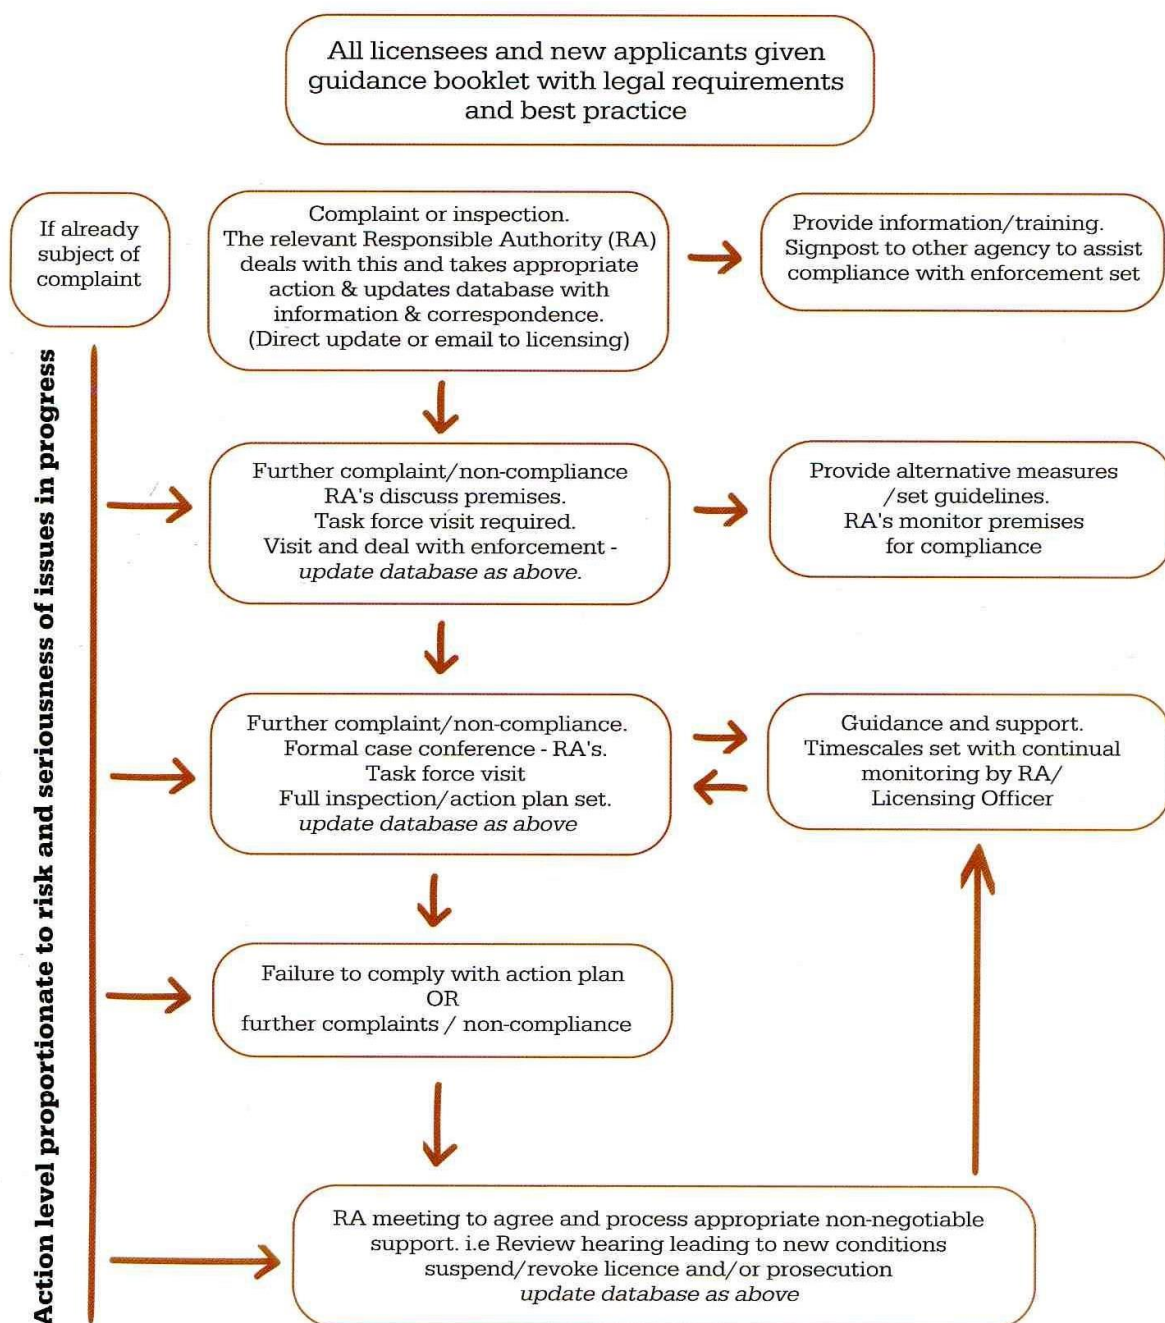 All licensees and new applicants given
guidance booklet with legal requirements
and best practice
If already
subject of
complaint
Complaint or inspection.
The relevant Responsible Authority (RA)
deals with this and takes appropriate
action & updates database with
information & correspondence.
(Direct update or email to licensing)
Provide information/training.
Signpost to other agency to assist
compliance with enforcement set
Action level proportionate to risk and seriousness of issues in progress
Further complaint/non-compliance
RA's discuss premises.
Task force visit required.
Visit and deal with enforcement -
update database as above.
Provide alternative measures
/set guidelines.
RA's monitor premises
for compliance
Further complaint/non-compliance.
Formal case conference - RA's.
Task force visit
Full inspection/action plan set.
update database as above
Guidance and support.
Timescales set with continual
monitoring by RA/
Licensing Officer
Failure to comply with action plan
OR
further complaints / non-compliance
RA meeting to agree and process appropriate non-negotiable
support. i.e Review hearing leading to new conditions
suspend/revoke licence and/or prosecution
update database as above